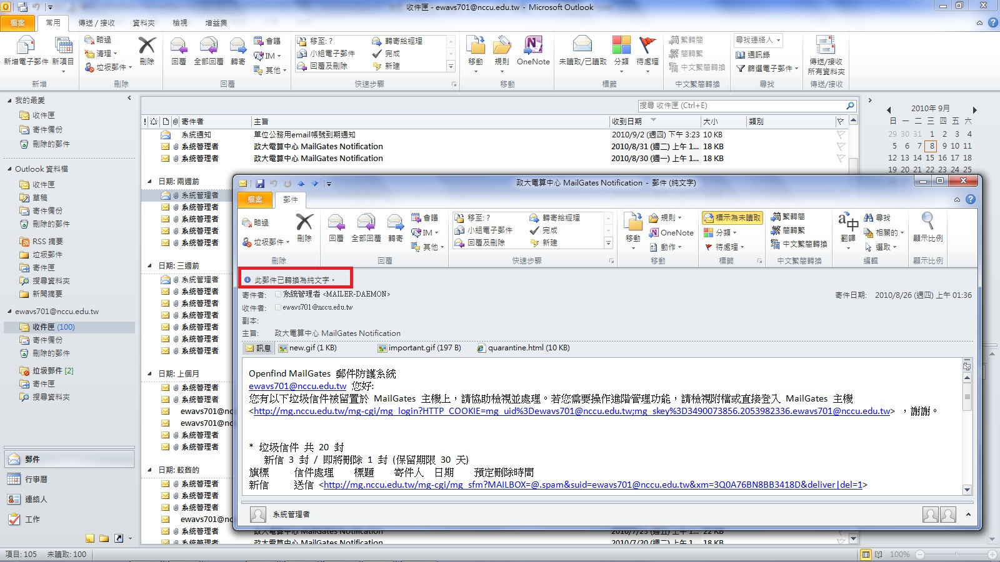 收件匣 - ewavs701@nccu.edu.tw - Microsoft Outlook
檔案 常用 傳送 / 接收 資料夾 檢視 增益集
新增電子郵件 新項目 略過 清理 垃圾郵件 刪除 回覆 全部回覆 轉寄 會議 IM 其他
移至: ? 轉寄給經理
小組電子郵件 完成
回覆及刪除 新建
移動 規則 OneNote 未讀取/已讀取 分類 待處理
繁轉簡
簡轉繁
中文繁簡轉換
尋找連絡人
通訊錄
篩選電子郵件
傳送/接收
所有資料夾
新增 刪除 回覆 快速步驟 移動 標籤 中文繁簡轉換 尋找 傳送/接收
我的最愛
收件匣
寄件備份
刪除的郵件
Outlook 資料檔
收件匣
草稿
寄件備份
刪除的郵件
RSS 摘要
垃圾郵件
寄件匣
搜尋資料夾
新聞摘要
ewavs701@nccu.edu.tw
收件匣 (100)
寄件備份
刪除的郵件
垃圾郵件 [2]
寄件匣
搜尋資料夾
郵件
行事曆
連絡人
工作
項目: 105 未讀取: 100
100%
搜尋 收件匣 (Ctrl+E)
寄件者 主旨 收到日期 大小 類別
系統通知 單位公務用email帳號到期通知 2010/9/2 (週四) 下午 3:23 10 KB
系統管理者 政大電算中心 MailGates Notification 2010/8/31 (週二) 上午 1... 18 KB
系統管理者 政大電算中心 MailGates Notification 2010/8/30 (週一) 上午 1... 18 KB
日期: 兩週前
系統管理者
系統管理者
系統管理者
系統管理者
系統管理者
日期: 三週前
系統管理者
系統管理者
系統管理者
系統管理者
系統管理者
系統管理者
系統管理者
日期: 上個月
系統管理者
系統管理者
ewavs701@nc
ewavs701@nc
系統管理者
系統管理者
日期: 較舊的
系統管理者
系統管理者
系統管理者
ewavs701@nc
系統管理者 政大電算中心 MailGates Notification 2010/7/23 (週五) 上午 1... 22 KB
系統管理者 政大電算中心 MailGates Notification 2010/7/20 (週二) 上午 1... 18 KB
2010年 9月
日 一 二 三 四 五 六
29 30 31 1 2 3 4
5 6 7 8 9 10 11
12 13 14 15 16 17 18
19 20 21 22 23 24 25
政大電算中心 MailGates Notification - 郵件 (純文字)
檔案 郵件
略過 垃圾郵件 刪除 回覆 全部回覆 轉寄 會議 IM 其他
移至: ? 轉寄給經理
小組電子郵件 完成
回覆及刪除 新建
移動 規則 OneNote 動作
標示為未讀取
分類
待處理
繁轉簡
簡轉繁
中文繁簡轉換
翻譯 尋找 相關的 選取 顯示比例
刪除 回覆 快速步驟 移動 標籤 中文繁簡轉換 編輯 顯示比例
此郵件已轉換為純文字。
寄件者: 系統管理者 <MAILER-DAEMON> 寄件日期: 2010/8/26 (週四) 上午 01:36
收件者: ewavs701@nccu.edu.tw
副本:
主旨: 政大電算中心 MailGates Notification
訊息 new.gif (1 KB) important.gif (197 B) quarantine.html (10 KB)
Openfind MailGates 郵件防護系統
ewavs701@nccu.edu.tw 您好:
您有以下垃圾信件被留置於 MailGates 主機上，請協助檢視並處理。若您需要操作進階管理功能，請檢視附檔或直接登入 MailGates 主機
<http://mg.nccu.edu.tw/mg-cgi/mg_login?HTTP_COOKIE=mg_uid%3Dewavs701@nccu.edu.tw;mg_skey%3D3490073856.2053982336.ewavs701@nccu.edu.tw> ，謝謝。
* 垃圾信件 共 20 封
新信 3 封 / 即將刪除 1 封 (保留期限 30 天)
旗標 信件處理 標題 寄件人 日期 預定刪除時間
新信 送信 <http://mg.nccu.edu.tw/mg-cgi/mg_sfm?MAILBOX=@.spam&suid=ewavs701@nccu.edu.tw&xm=3Q0A76BN8BB3418D&deliver|del=1>
系統管理者